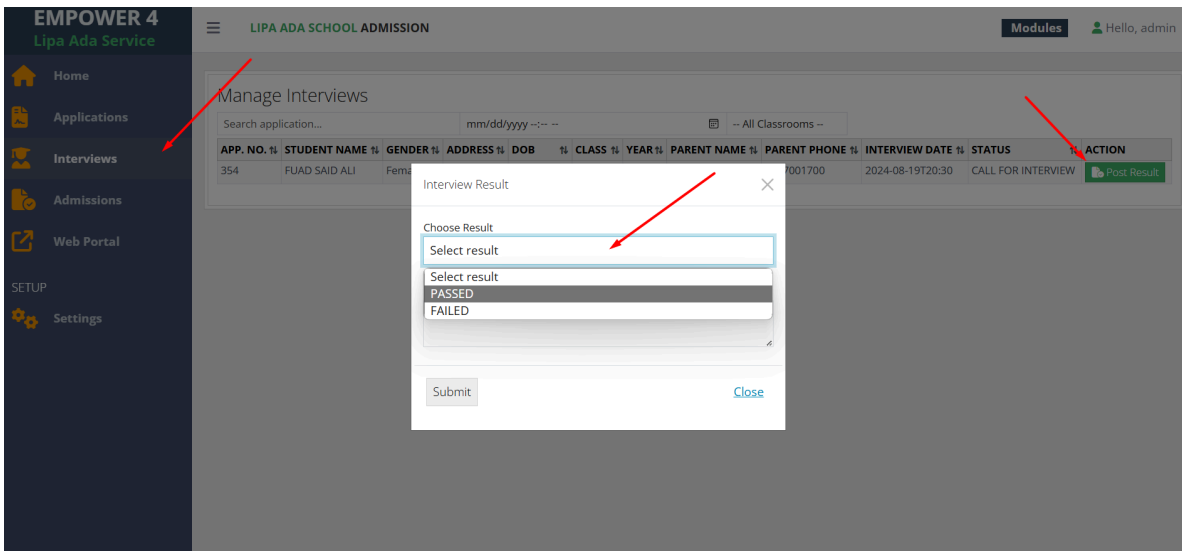 EMPOWER 4
Lipa Ada Service
LIPA ADA SCHOOL ADMISSION
Modules
Hello, admin
Home
Applications
Interviews
Admissions
Web Portal
SETUP
Settings
Manage Interviews
Search application...
mm/dd/yyyy --:-- --
-- All Classrooms --
APP. NO. STUDENT NAME GENDER ADDRESS DOB CLASS YEAR PARENT NAME PARENT PHONE INTERVIEW DATE STATUS ACTION
354 FUAD SAID ALI 7001700 2024-08-19T20:30 CALL FOR INTERVIEW Post Result
Interview Result
Choose Result
Select result
Select result
PASSED
FAILED
Submit
Close